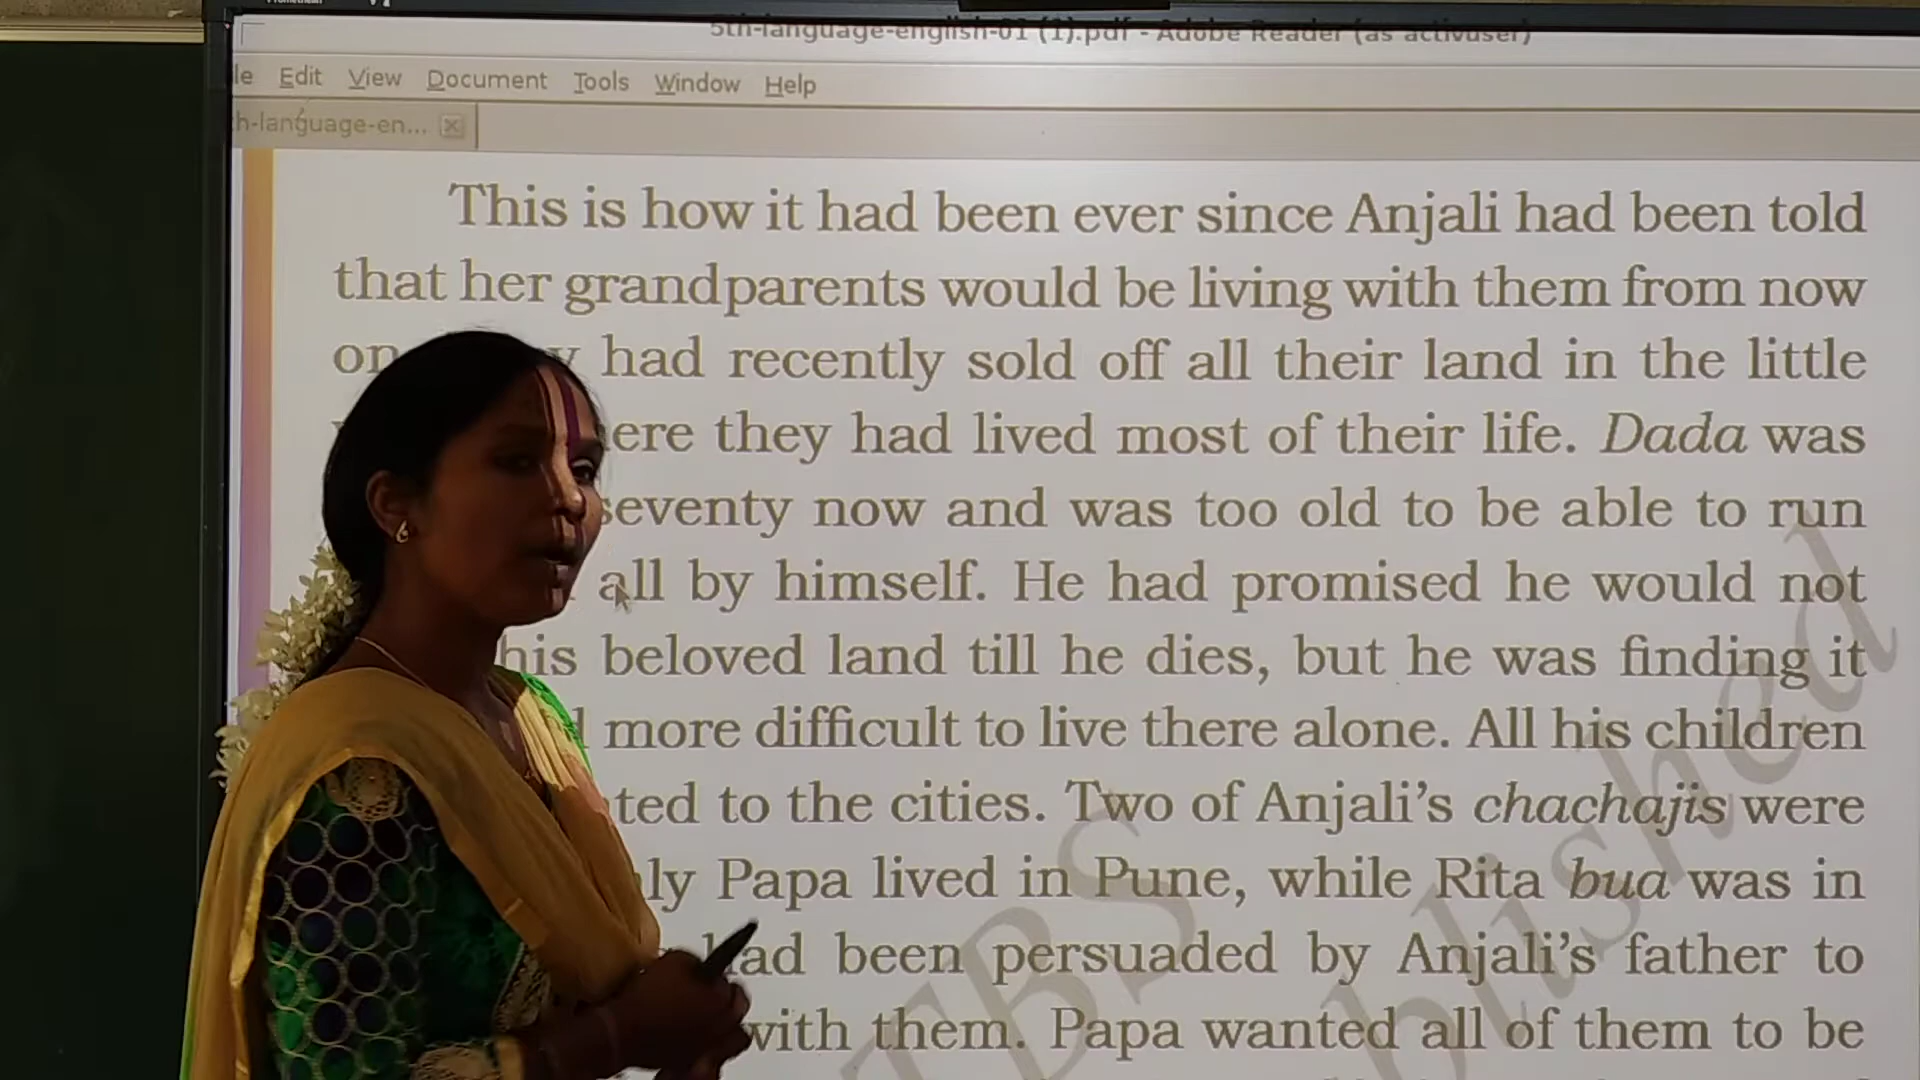 5th-language-english-01 (1).pdf - Adobe Reader (as activuser)
Edit View Document Tools Window Help
h-language-en...
This is how it had been ever since Anjali had been told
that her grandparents would be living with them from now
on had recently sold off all their land in the little
ere they had lived most of their life. Dada was
seventy now and was too old to be able to run
all by himself. He had promised he would not
his beloved land till he dies, but he was finding it
more difficult to live there alone. All his children
ted to the cities. Two of Anjali's chachajis were
ly Papa lived in Pune, while Rita bua was in
had been persuaded by Anjali's father to
with them. Papa wanted all of them to be
TBS
blished